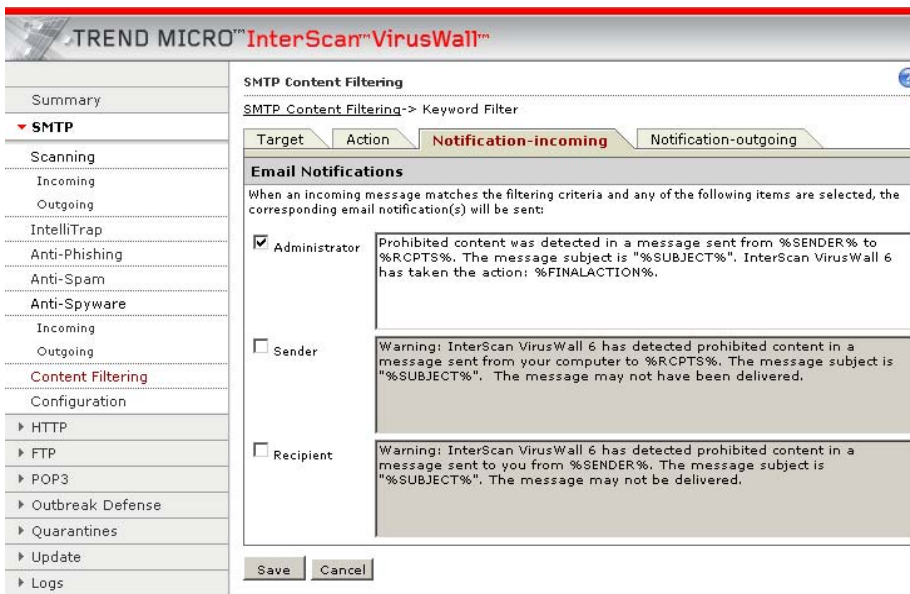 TREND MICRO™ InterScan™ VirusWall™
Summary
SMTP
Scanning
Incoming
Outgoing
IntelliTrap
Anti-Phishing
Anti-Spam
Anti-Spyware
Incoming
Outgoing
Content Filtering
Configuration
HTTP
FTP
POP3
Outbreak Defense
Quarantines
Update
Logs
SMTP Content Filtering
?
SMTP Content Filtering-> Keyword Filter
Target Action Notification-incoming Notification-outgoing
Email Notifications
When an incoming message matches the filtering criteria and any of the following items are selected, the
corresponding email notification(s) will be sent:
Administrator
Prohibited content was detected in a message sent from %SENDER% to
%RCPTS%. The message subject is "%SUBJECT%". InterScan VirusWall 6
has taken the action: %FINALACTION%.
Sender
Warning: InterScan VirusWall 6 has detected prohibited content in a
message sent from your computer to %RCPTS%. The message subject is
"%SUBJECT%".  The message may not have been delivered.
Recipient
Warning: InterScan VirusWall 6 has detected prohibited content in a
message sent to you from %SENDER%. The message subject is
"%SUBJECT%". The message may not be delivered.
Save Cancel